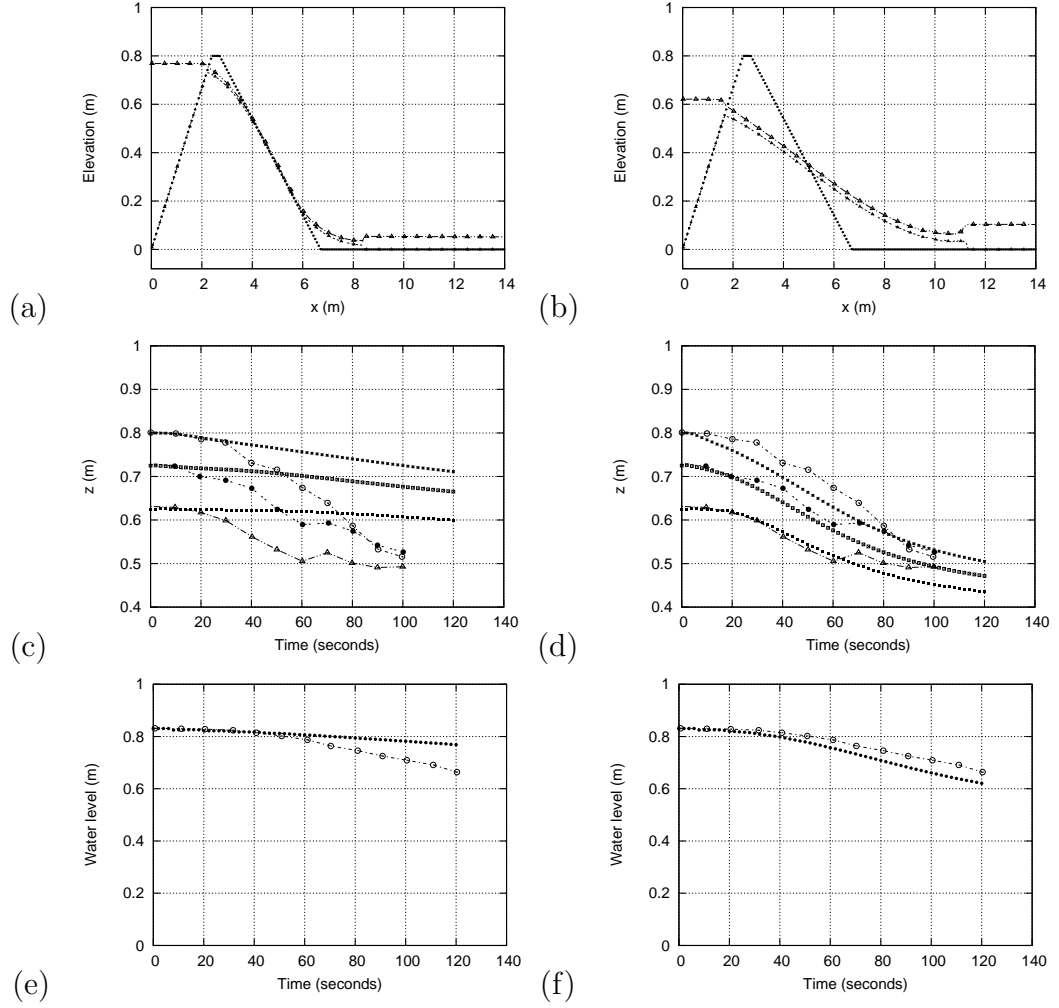 1
0.8
0.6
0.4
0.2
0
Elevation (m)
0 2 4 6 8 10 12 14
x (m)
(a)
1
0.8
0.6
0.4
0.2
0
Elevation (m)
0 2 4 6 8 10 12 14
x (m)
(b)
1
0.9
0.8
0.7
0.6
0.5
0.4
z (m)
0 20 40 60 80 100 120 140
Time (seconds)
(c)
1
0.9
0.8
0.7
0.6
0.5
0.4
z (m)
0 20 40 60 80 100 120 140
Time (seconds)
(d)
1
0.8
0.6
0.4
0.2
0
Water level (m)
0 20 40 60 80 100 120 140
Time (seconds)
(e)
1
0.8
0.6
0.4
0.2
0
Water level (m)
0 20 40 60 80 100 120 140
Time (seconds)
(f)